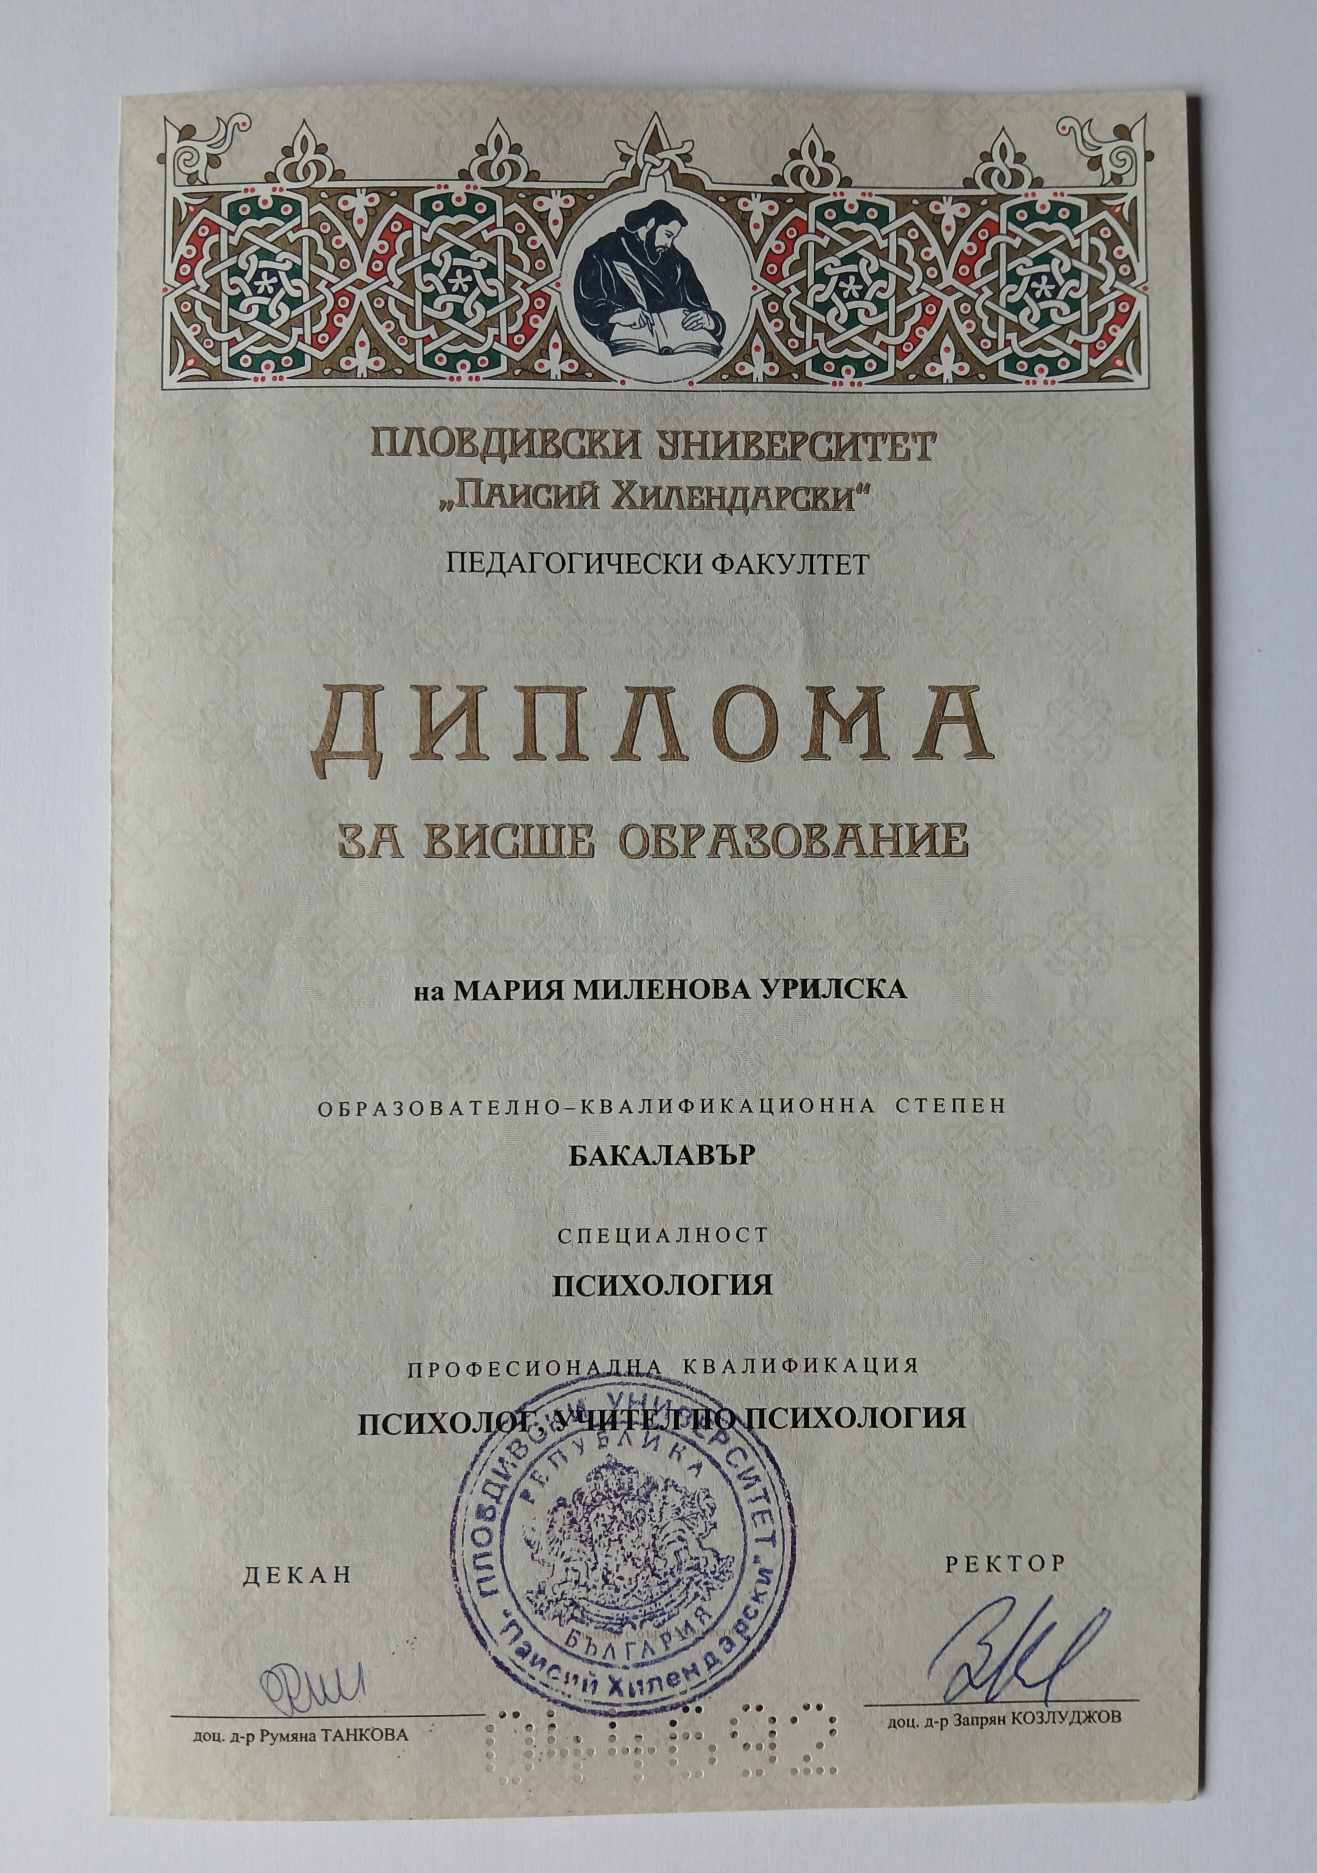 ПЛОВДИВСКИ УНИВЕРСИТЕТ
„Паисий Хилендарски“
ПЕДАГОГИЧЕСКИ ФАКУЛТЕТ
ДИПЛОМА
ЗА ВИСШЕ ОБРАЗОВАНИЕ
на МАРИЯ МИЛЕНОВА УРИЛСКА
ОБРАЗОВАТЕЛНО–КВАЛИФИКАЦИОННА СТЕПЕН
БАКАЛАВЪР
СПЕЦИАЛНОСТ
ПСИХОЛОГИЯ
ПРОФЕСИОНАЛНА КВАЛИФИКАЦИЯ
ПСИХОЛОГ, УЧИТЕЛ ПО ПСИХОЛОГИЯ
ПЛОВДИВСКИ УНИВЕРСИТЕТ
"Паисий Хилендарски"
РЕПУБЛИКА
БЪЛГАРИЯ
ДЕКАН
РЕКТОР
доц. д-р Румяна ТАНКОВА
доц. д-р Запрян КОЗЛУДЖОВ
044692